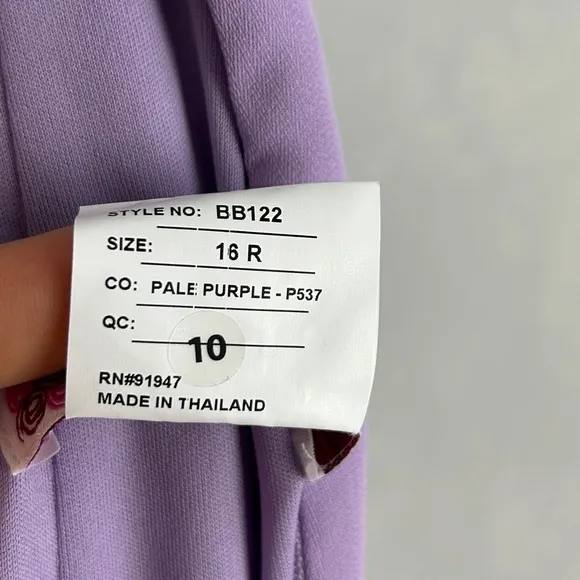 STYLE NO: BB122
SIZE: 16 R
CO: PALE PURPLE - P537
QC: 10
RN#91947
MADE IN THAILAND